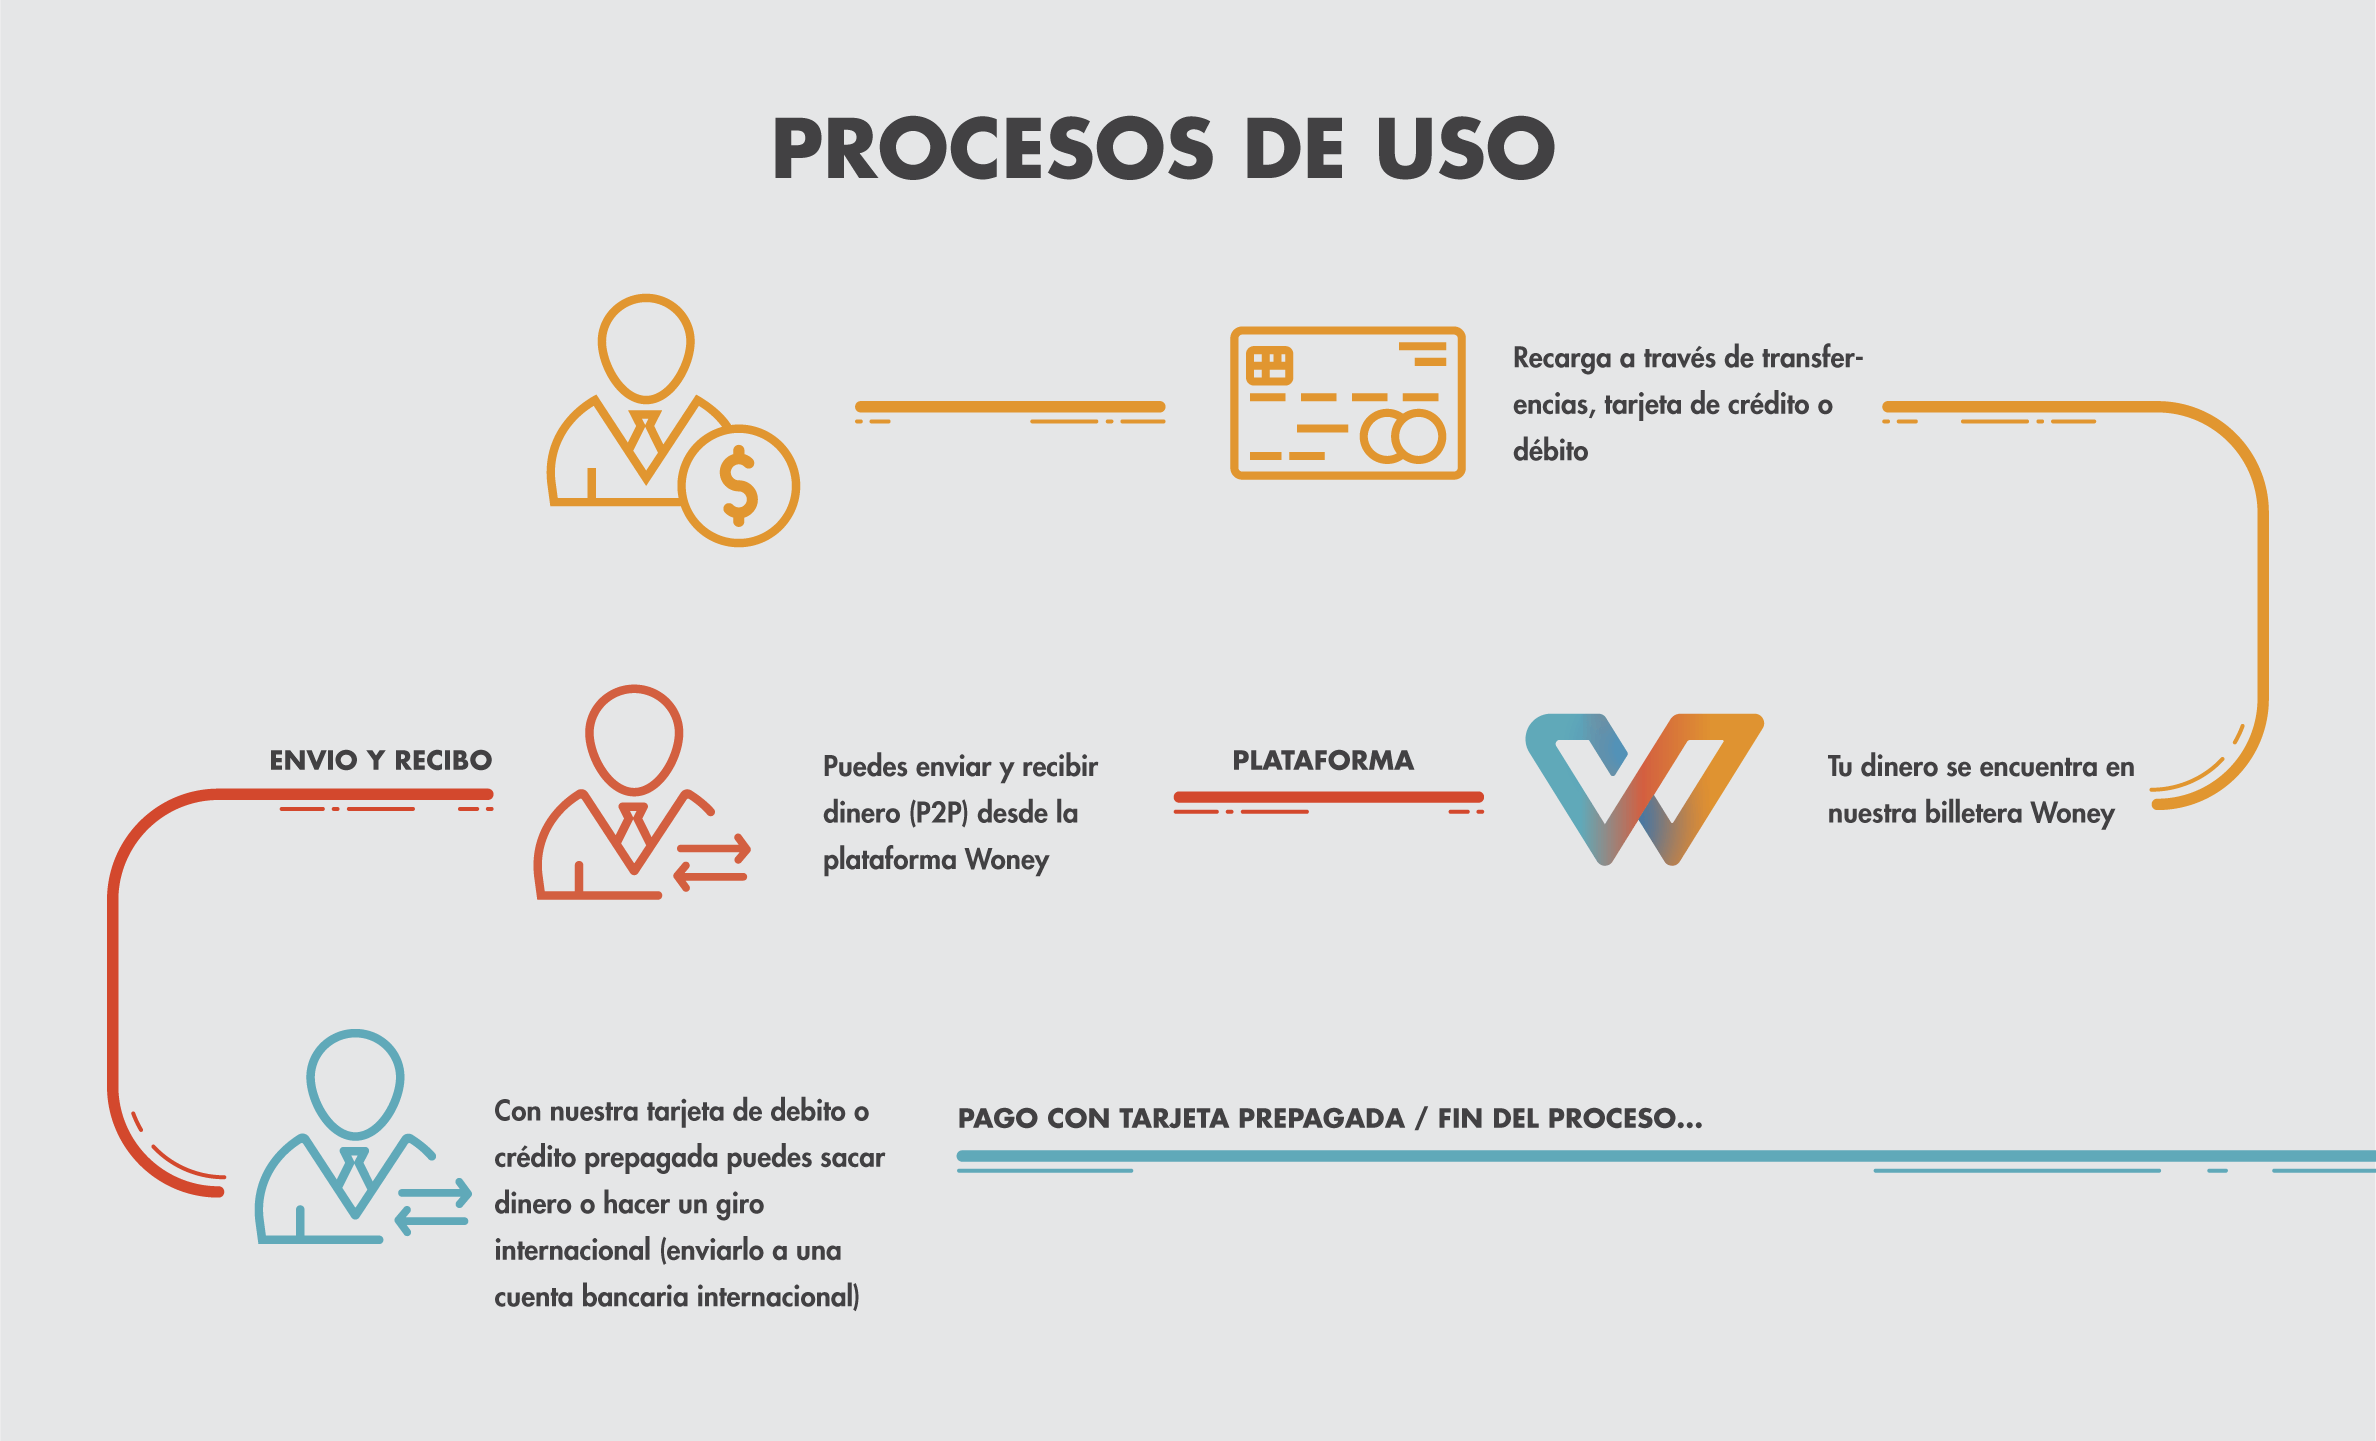 PROCESOS DE USO
Recarga a través de transfer-
encias, tarjeta de crédito o
débito
Tu dinero se encuentra en
nuestra billetera Woney
PLATAFORMA
Puedes enviar y recibir
dinero (P2P) desde la
plataforma Woney
ENVIO Y RECIBO
Con nuestra tarjeta de debito o
crédito prepagada puedes sacar
dinero o hacer un giro
internacional (enviarlo a una
cuenta bancaria internacional)
PAGO CON TARJETA PREPAGADA / FIN DEL PROCESO...